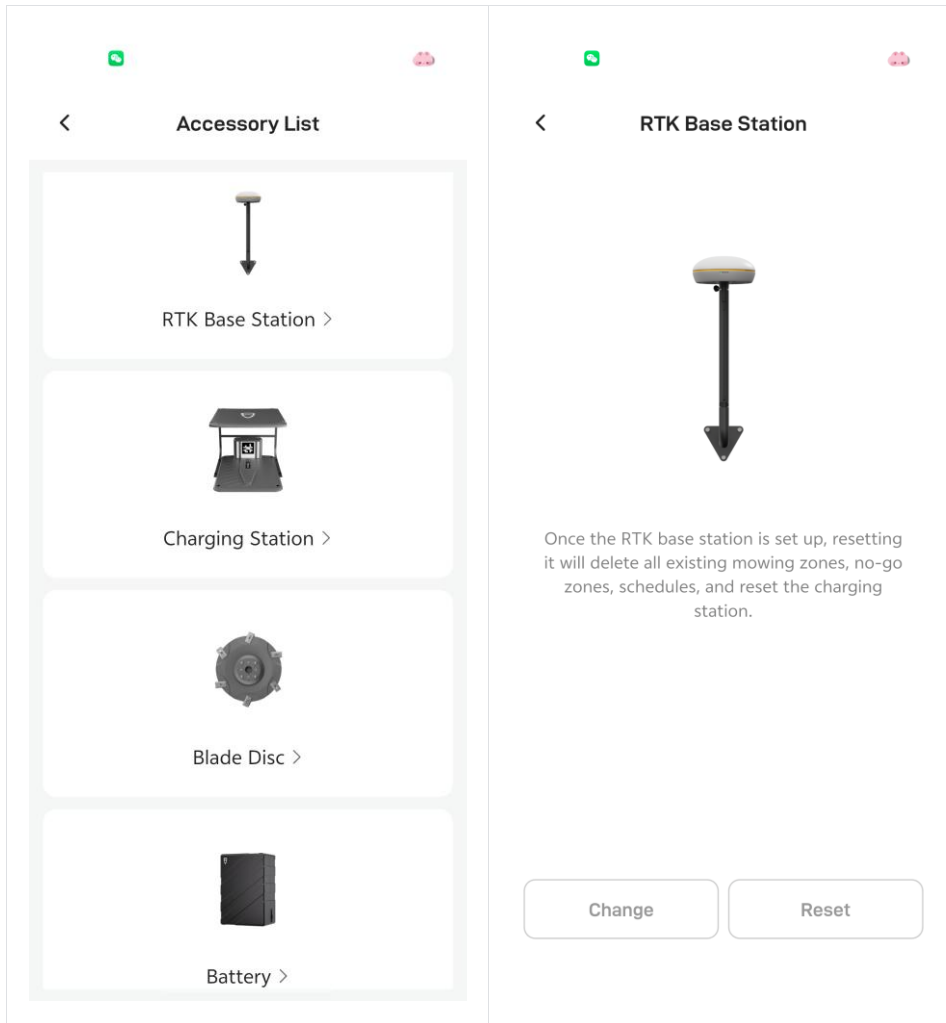 Accessory List
RTK Base Station
Charging Station
Blade Disc
Battery
RTK Base Station
Once the RTK base station is set up, resetting
it will delete all existing mowing zones, no-go
zones, schedules, and reset the charging
station.
Change
Reset